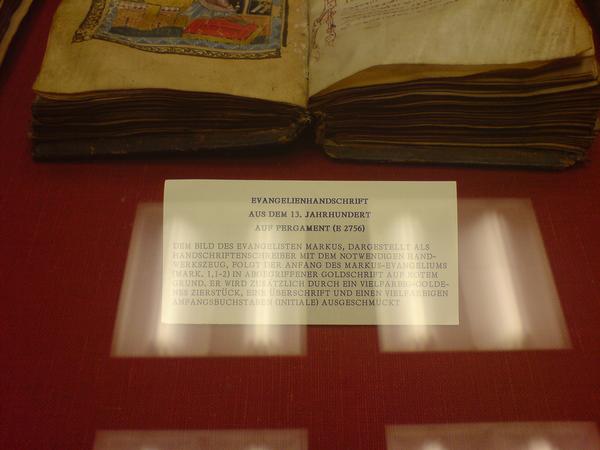 EVANGELIENHANDSCHRIFT
AUS DEM 13. JAHRHUNDERT
AUF PERGAMENT (E 2756)
DEM BILD DES EVANGELISTEN MARKUS, DARGESTELLT ALS
HANDSCHRIFTENSCHREIBER MIT DEM NOTWENDIGEN HAND-
WERKSZEUG, FOLGT DER ANFANG DES MARKUS-EVANGELIUMS
(MARK. 1,1-2) IN ABGEGRIFFENER GOLDSCHRIFT AUF ROTEM
GRUND. ER WIRD ZUSÄTZLICH DURCH EIN VIELFARBIG-GOLDE-
NES ZIERSTÜCK, EINE ÜBERSCHRIFT UND EINEN VIELFARBIGEN
ANFANGSBUCHSTABEN (INITIALE) AUSGESCHMÜCKT